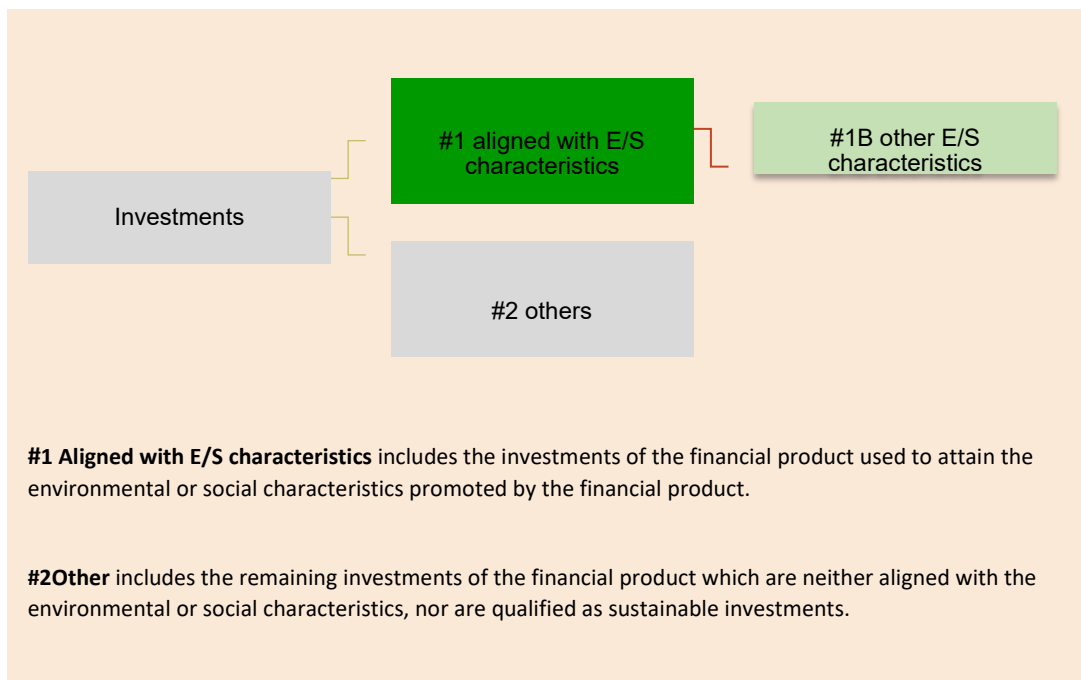 #1 aligned with E/S
characteristics
#1B other E/S
characteristics
Investments
#2 others
#1 Aligned with E/S characteristics includes the investments of the financial product used to attain the
environmental or social characteristics promoted by the financial product.
#2Other includes the remaining investments of the financial product which are neither aligned with the
environmental or social characteristics, nor are qualified as sustainable investments.